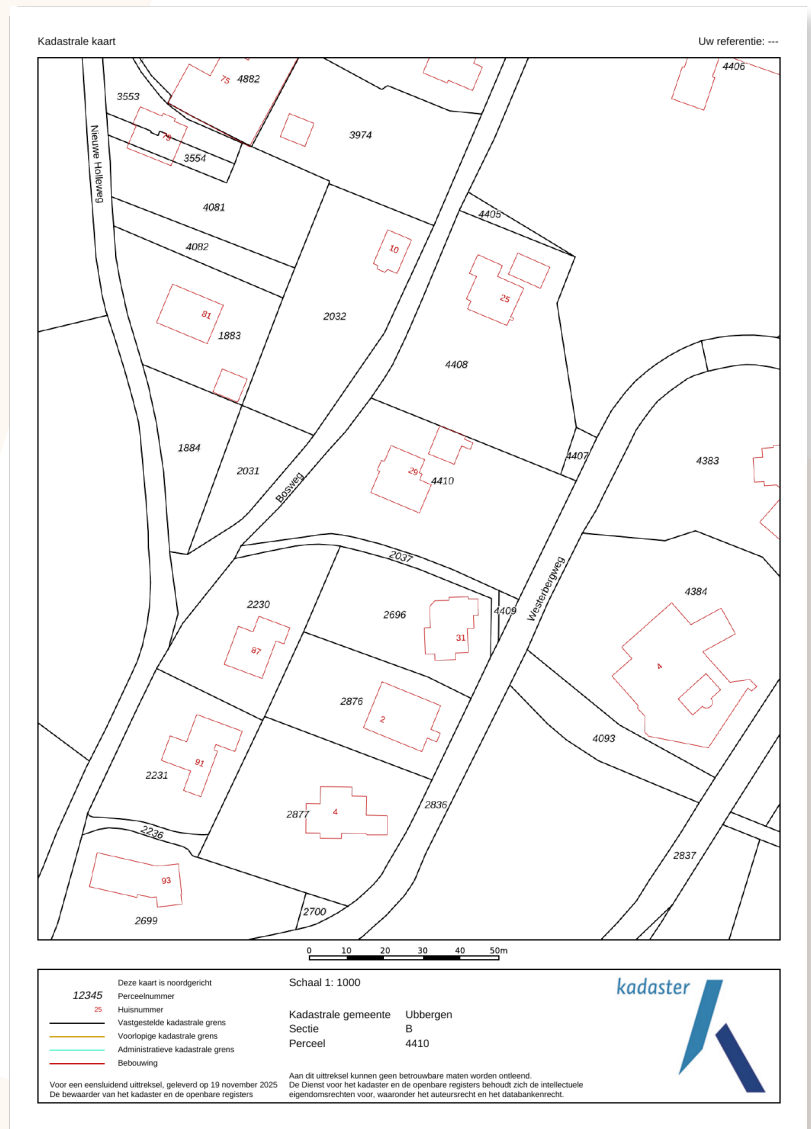 Kadastrale kaart
Uw referentie: ---
4406
75
4882
3553
79
3974
3554
Nieuwe Holleweg
4081
4405
4082
10
25
2032
81
1883
4408
1884
4407
4383
2031
29
4410
Bosweg
2037
Westerbergweg
4384
2230
2696
4409
31
87
4
2876
2
4093
91
2231
2836
2877
4
2236
2837
93
2700
2699
0 10 20 30 40 50m
Deze kaart is noordgericht
12345 Perceelnummer
25 Huisnummer
Vastgestelde kadastrale grens
Voorlopige kadastrale grens
Administratieve kadastrale grens
Bebouwing
Voor een eensluidend uittreksel, geleverd op 19 november 2025
De bewaarder van het kadaster en de openbare registers
Schaal 1: 1000
Kadastrale gemeente Ubbergen
Sectie B
Perceel 4410
Aan dit uittreksel kunnen geen betrouwbare maten worden ontleend.
De Dienst voor het kadaster en de openbare registers behoudt zich de intellectuele
eigendomsrechten voor, waaronder het auteursrecht en het databankenrecht.
kadaster